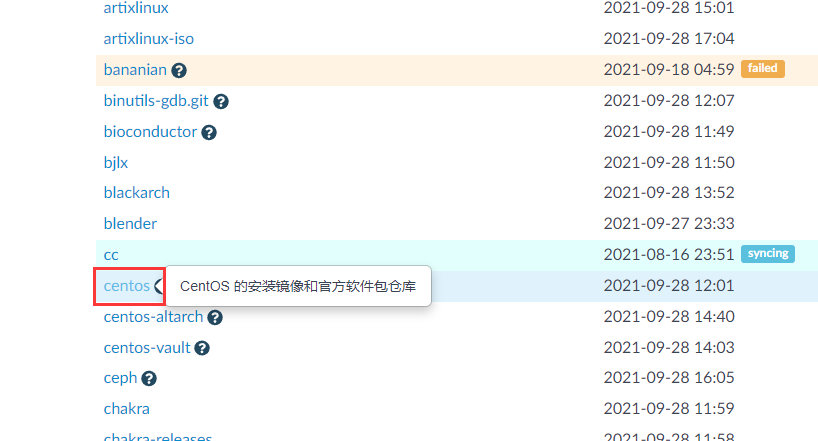 artixlinux 2021-09-28 15:01
artixlinux-iso 2021-09-28 17:04
bananian ? 2021-09-18 04:59 failed
binutils-gdb.git ? 2021-09-28 12:07
bioconductor ? 2021-09-28 11:49
bjlx 2021-09-28 11:50
blackarch 2021-09-28 13:52
blender 2021-09-27 23:33
cc 2021-08-16 23:51 syncing
centos CentOS 的安装镜像和官方软件包仓库 2021-09-28 12:01
centos-altarch ? 2021-09-28 14:40
centos-vault ? 2021-09-28 14:03
ceph ? 2021-09-28 16:05
chakra 2021-09-28 11:59
chakra-releases 2021-09-28 11:58